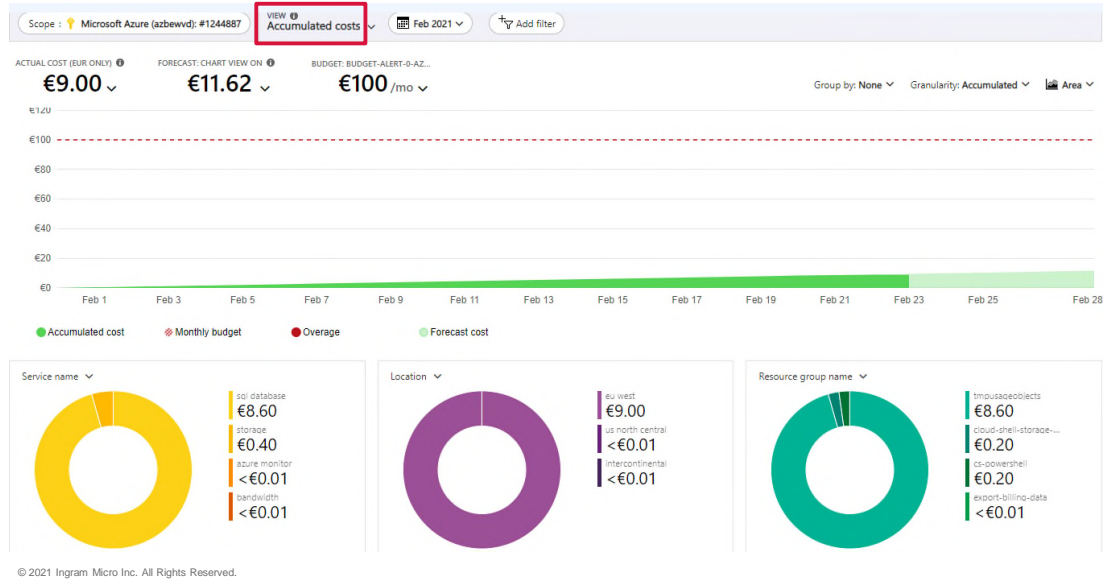 Scope : Microsoft Azure (azbewvd): #1244887
VIEW
Accumulated costs
Feb 2021
Add filter
ACTUAL COST (EUR ONLY)
€9.00
FORECAST: CHART VIEW ON
€11.62
BUDGET: BUDGET-ALERT-0-AZ...
€100 /mo
Group by: None
Granularity: Accumulated
Area
€120
€100
€80
€60
€40
€20
€0
Feb 1 Feb 3 Feb 5 Feb 7 Feb 9 Feb 11 Feb 13 Feb 15 Feb 17 Feb 19 Feb 21 Feb 23 Feb 25 Feb 28
Accumulated cost Monthly budget Overage Forecast cost
Service name
sql database
€8.60
storage
€0.40
azure monitor
<€0.01
bandwidth
<€0.01
Location
eu west
€9.00
us north central
<€0.01
intercontinental
<€0.01
Resource group name
tmpusageobjects
€8.60
cloud-shell-storage-...
€0.20
cs-powershell
€0.20
export-billing-data
<€0.01
© 2021 Ingram Micro Inc. All Rights Reserved.